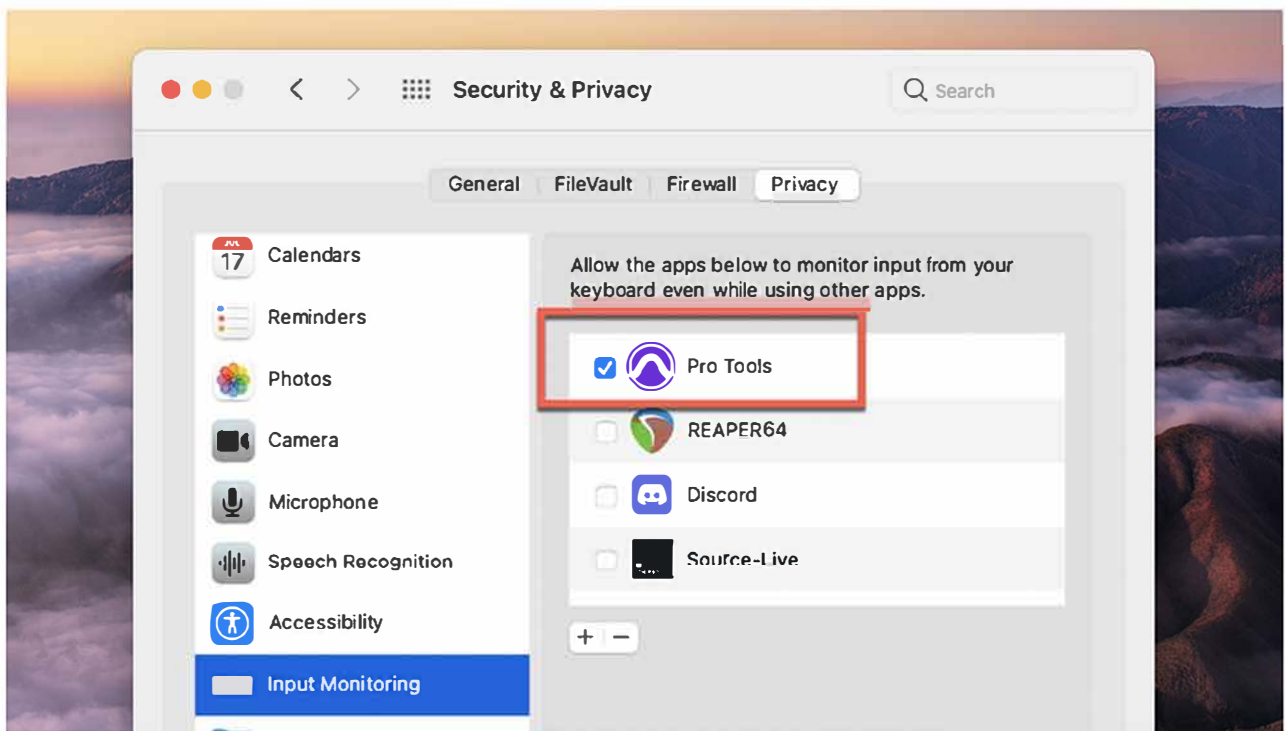 Security & Privacy
Search
General FileVault Firewall Privacy
JUL
17
Calendars
Reminders
Photos
Camera
Microphone
Speech Recognition
Accessibility
Input Monitoring
Allow the apps below to monitor input from your
keyboard even while using other apps.
Pro Tools
REAPER64
Discord
Source-Live
+ −